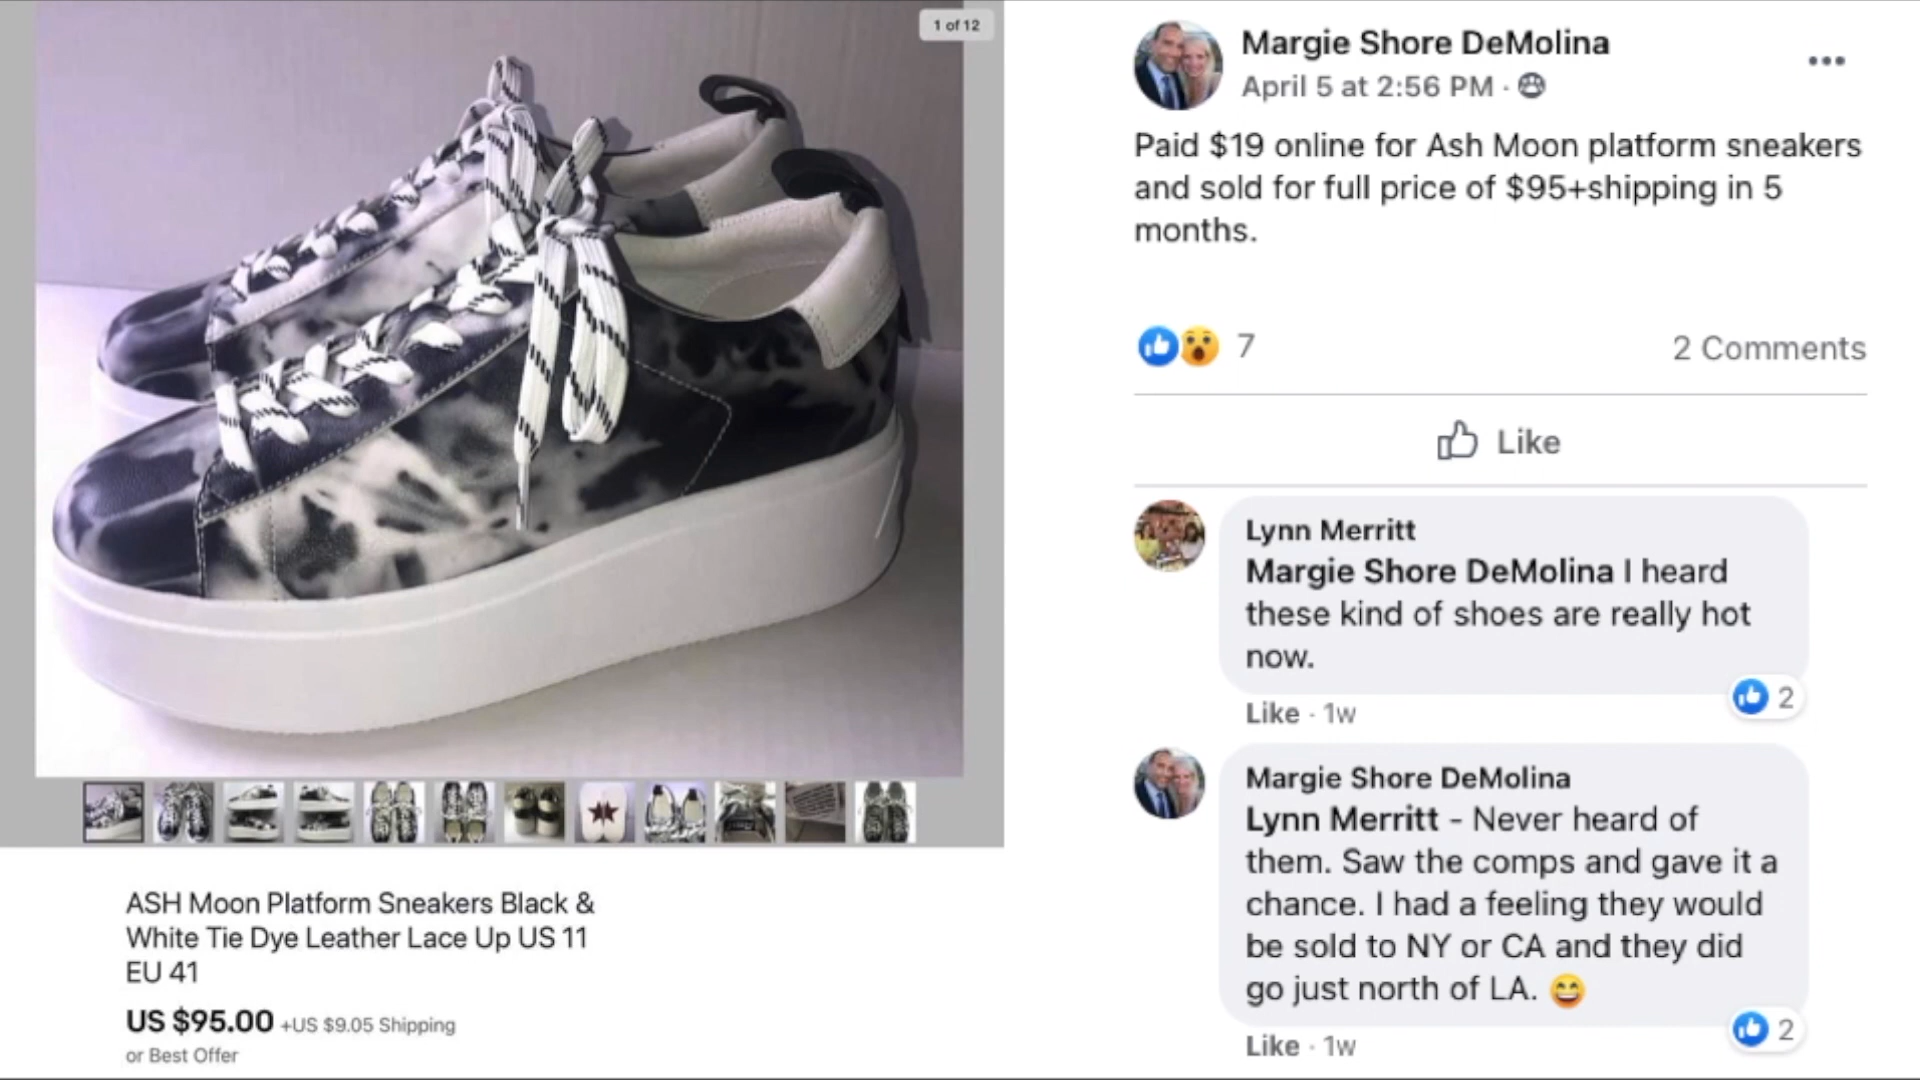 1 of 12
ASH Moon Platform Sneakers Black &
White Tie Dye Leather Lace Up US 11
EU 41
US $95.00 +US $9.05 Shipping
or Best Offer
Margie Shore DeMolina
April 5 at 2:56 PM ·
Paid $19 online for Ash Moon platform sneakers
and sold for full price of $95+shipping in 5
months.
7
2 Comments
Like
Lynn Merritt
Margie Shore DeMolina I heard
these kind of shoes are really hot
now.
2
Like · 1w
Margie Shore DeMolina
Lynn Merritt - Never heard of
them. Saw the comps and gave it a
chance. I had a feeling they would
be sold to NY or CA and they did
go just north of LA. 😄
2
Like · 1w